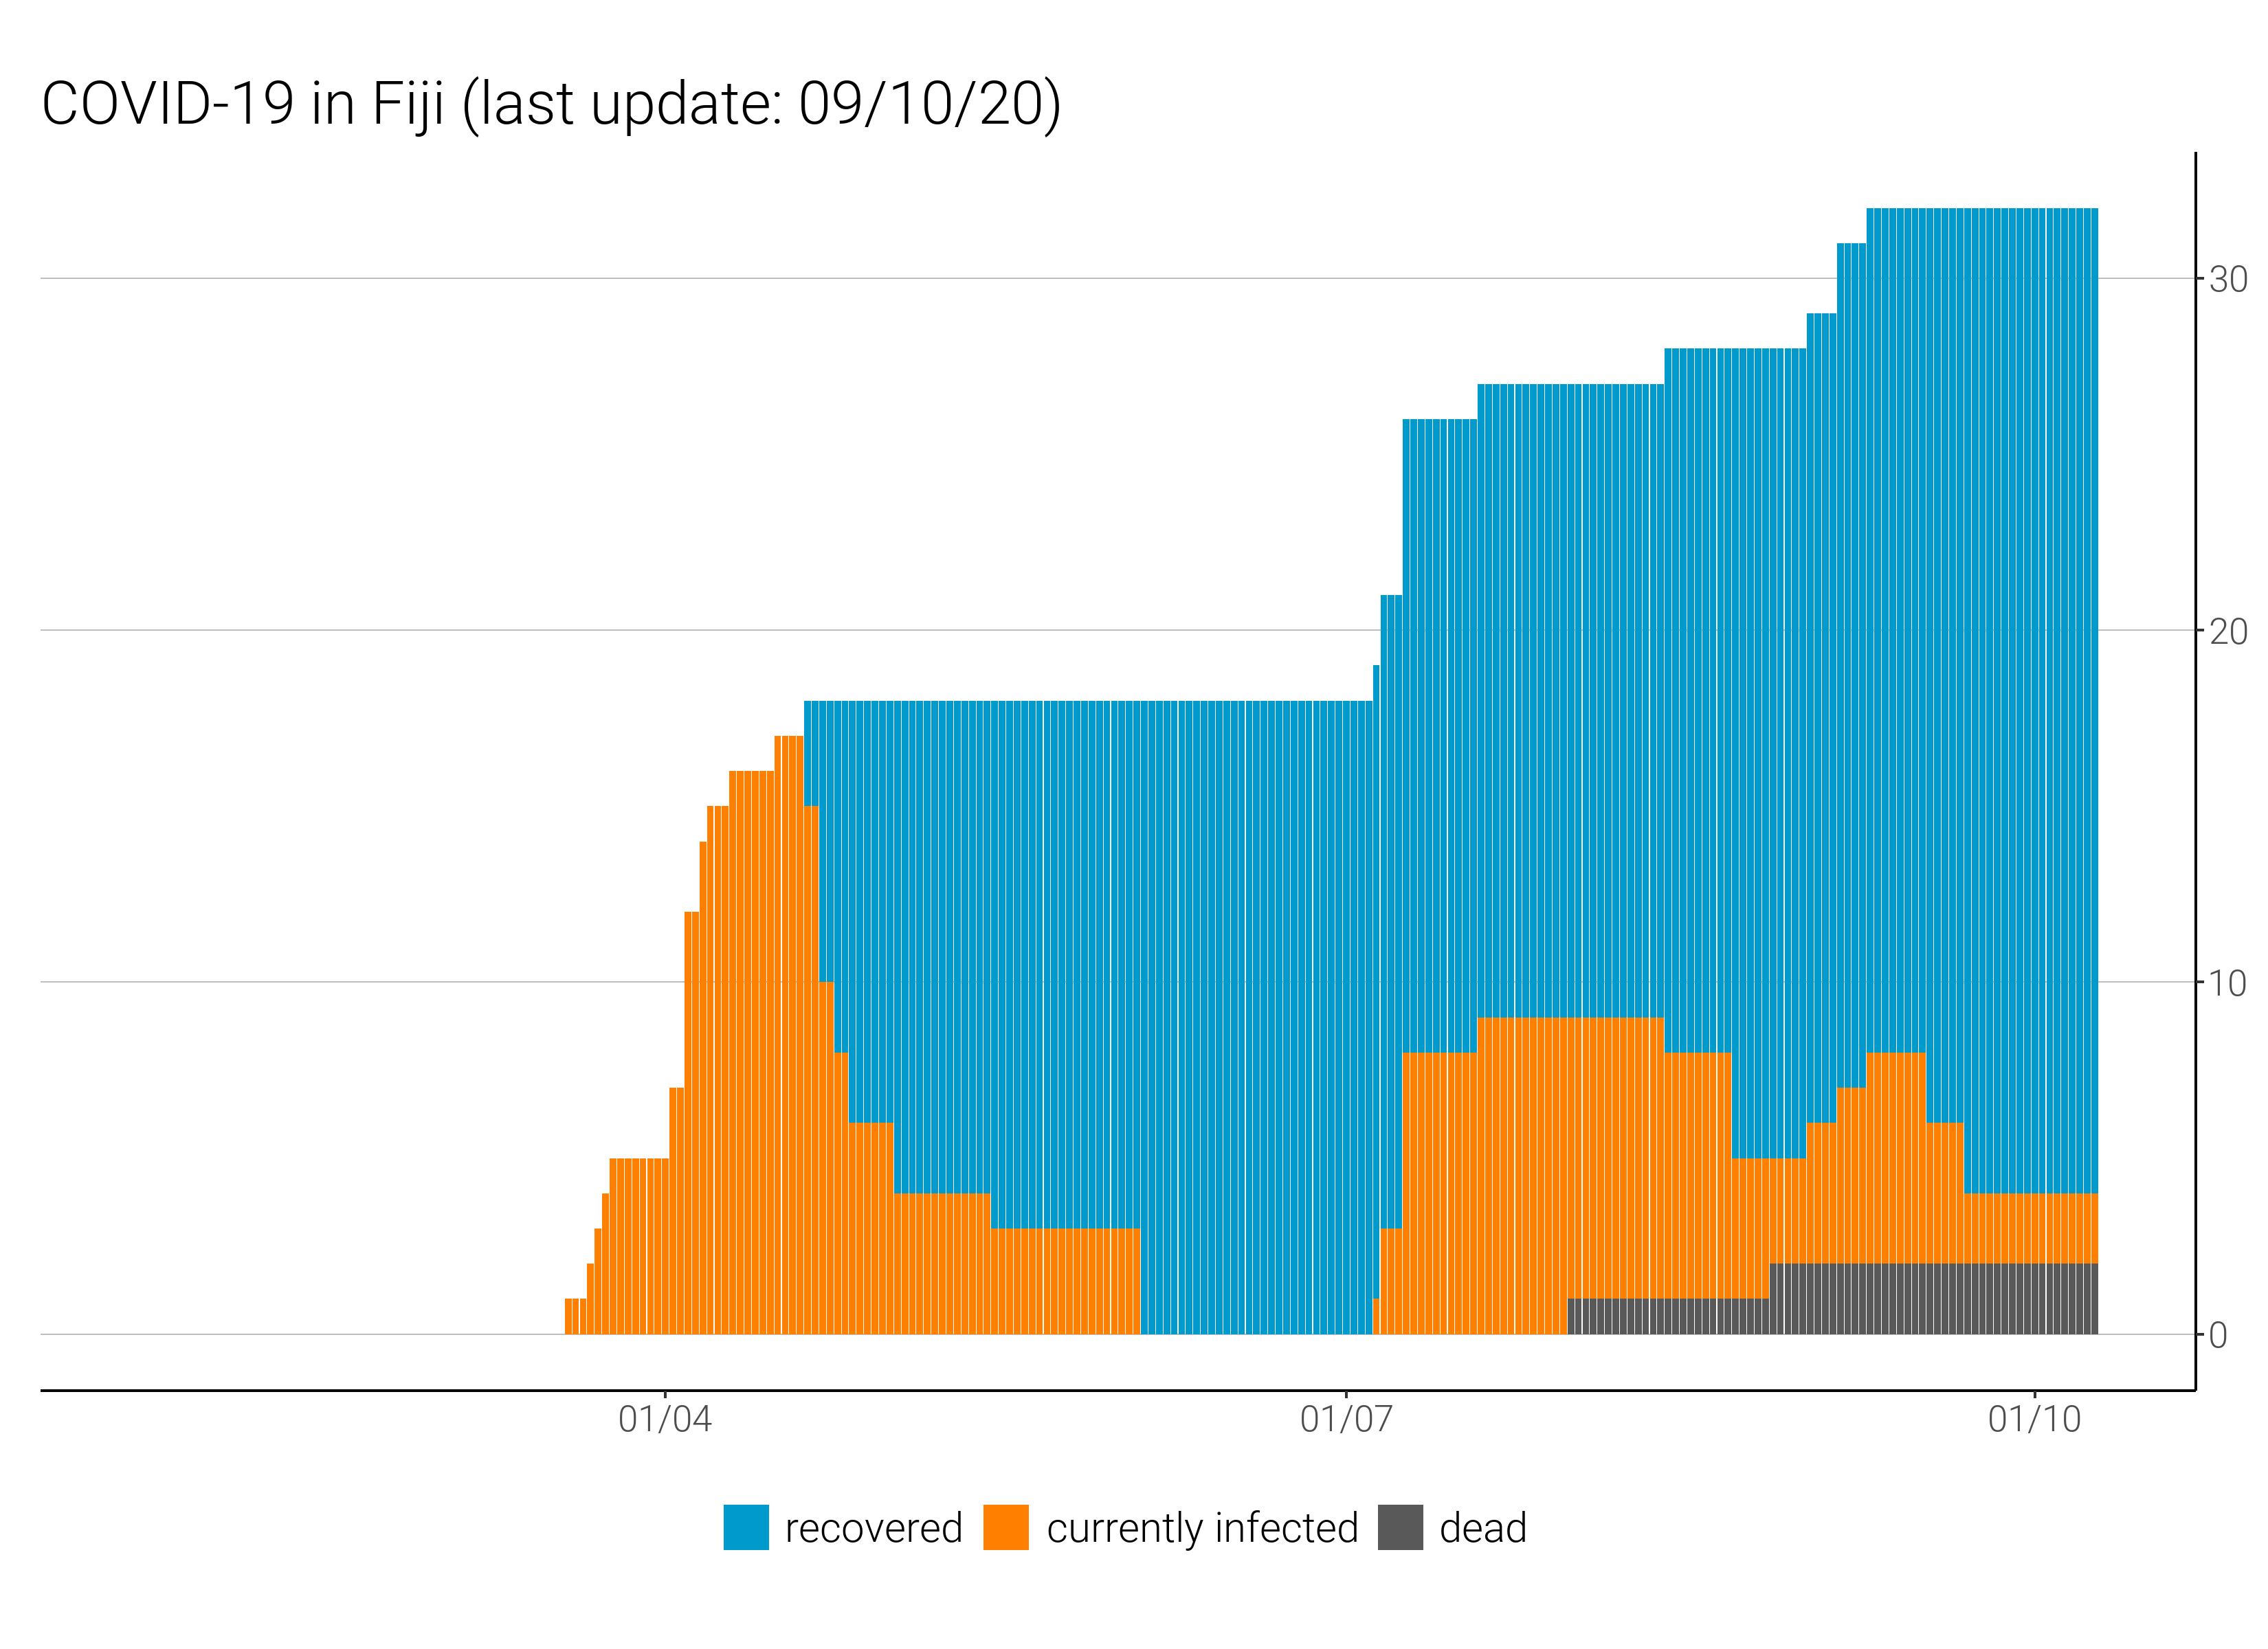 COVID-19 in Fiji (last update: 09/10/20)
30
20
10
0
01/04 01/07 01/10
recovered currently infected dead